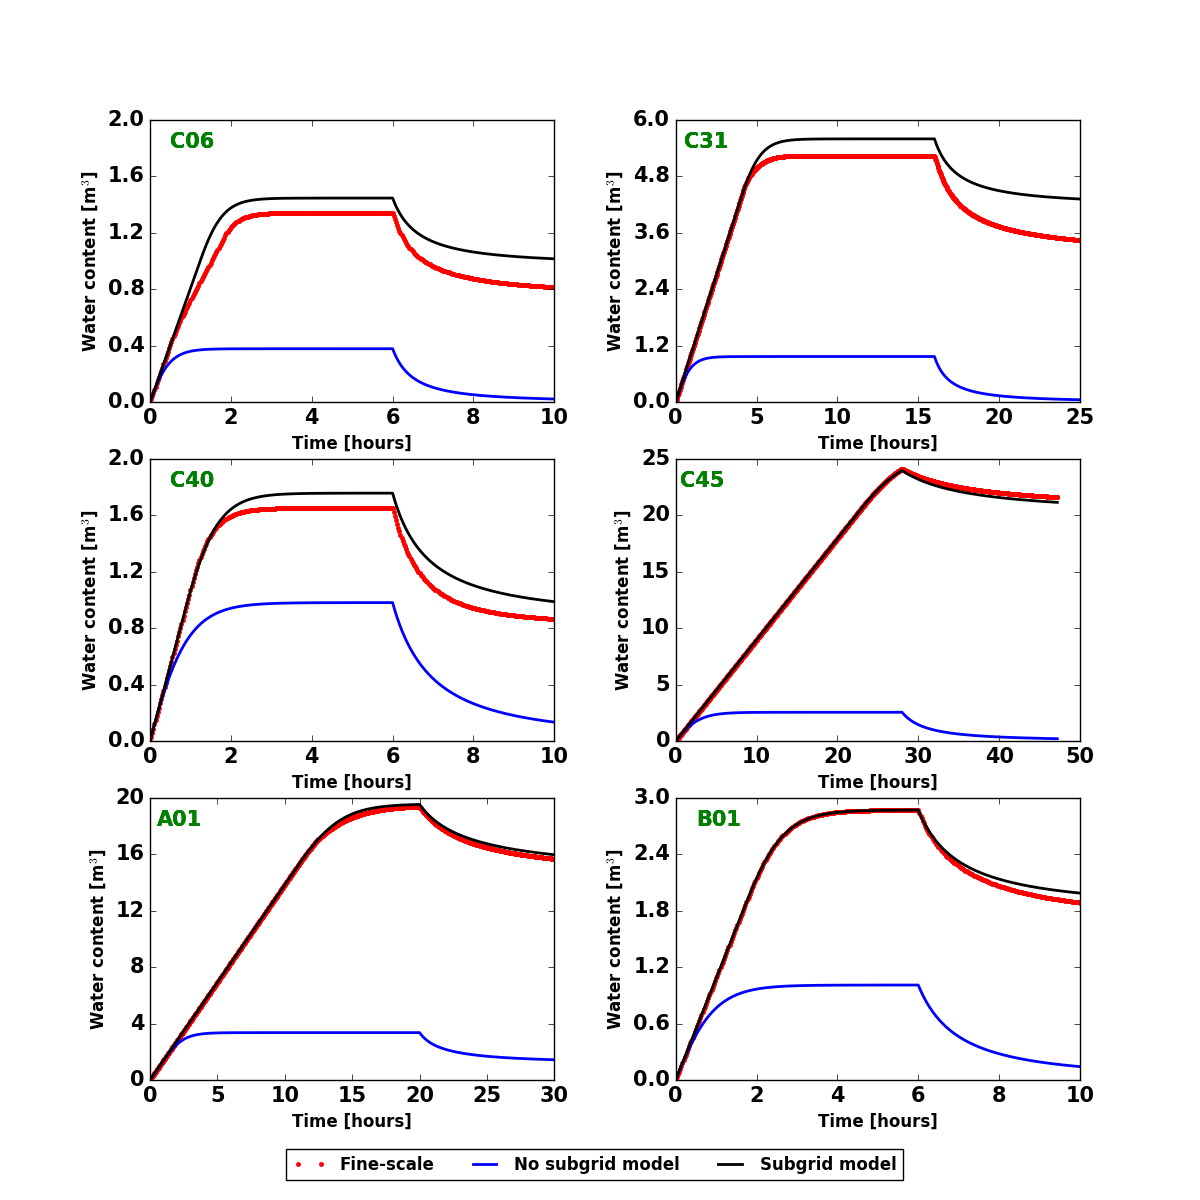 C06
2.0
1.6
1.2
0.8
0.4
0.0
Water content [m³]
0 2 4 6 8 10
Time [hours]
C31
6.0
4.8
3.6
2.4
1.2
0.0
Water content [m³]
0 5 10 15 20 25
Time [hours]
C40
2.0
1.6
1.2
0.8
0.4
0.0
Water content [m³]
0 2 4 6 8 10
Time [hours]
C45
25
20
15
10
5
0
Water content [m³]
0 10 20 30 40 50
Time [hours]
A01
20
16
12
8
4
0
Water content [m³]
0 5 10 15 20 25 30
Time [hours]
B01
3.0
2.4
1.8
1.2
0.6
0.0
Water content [m³]
0 2 4 6 8 10
Time [hours]
Fine-scale No subgrid model Subgrid model